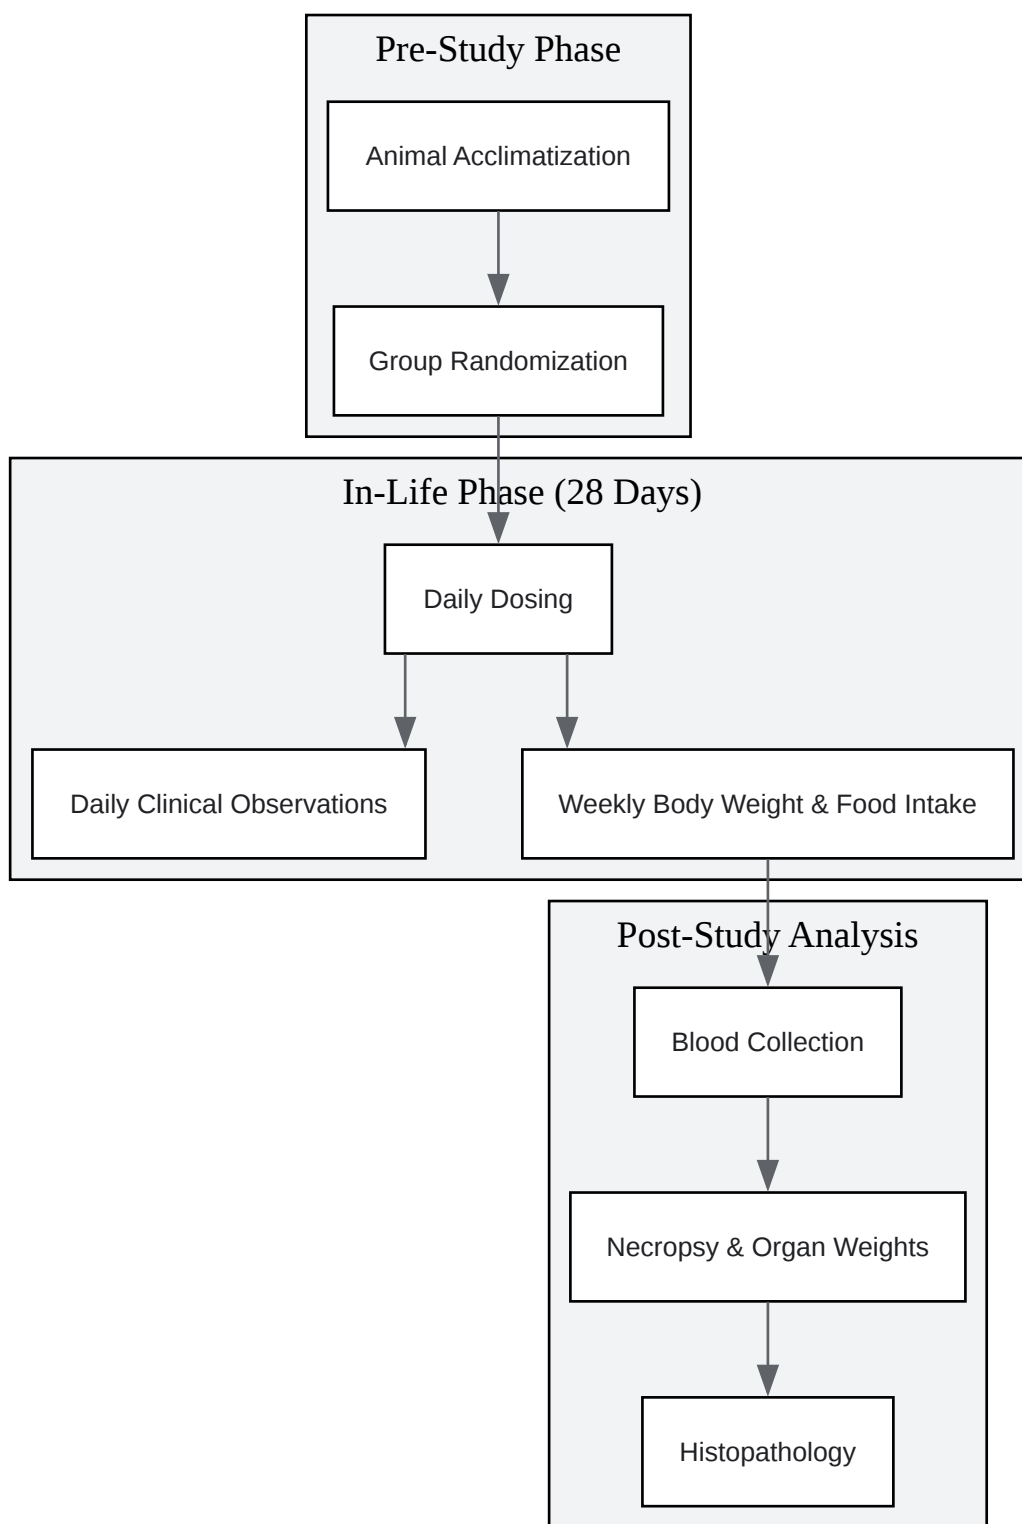 Pre-Study Phase
Animal Acclimatization
Group Randomization
In-Life Phase (28 Days)
Daily Dosing
Daily Clinical Observations
Weekly Body Weight & Food Intake
Post-Study Analysis
Blood Collection
Necropsy & Organ Weights
Histopathology